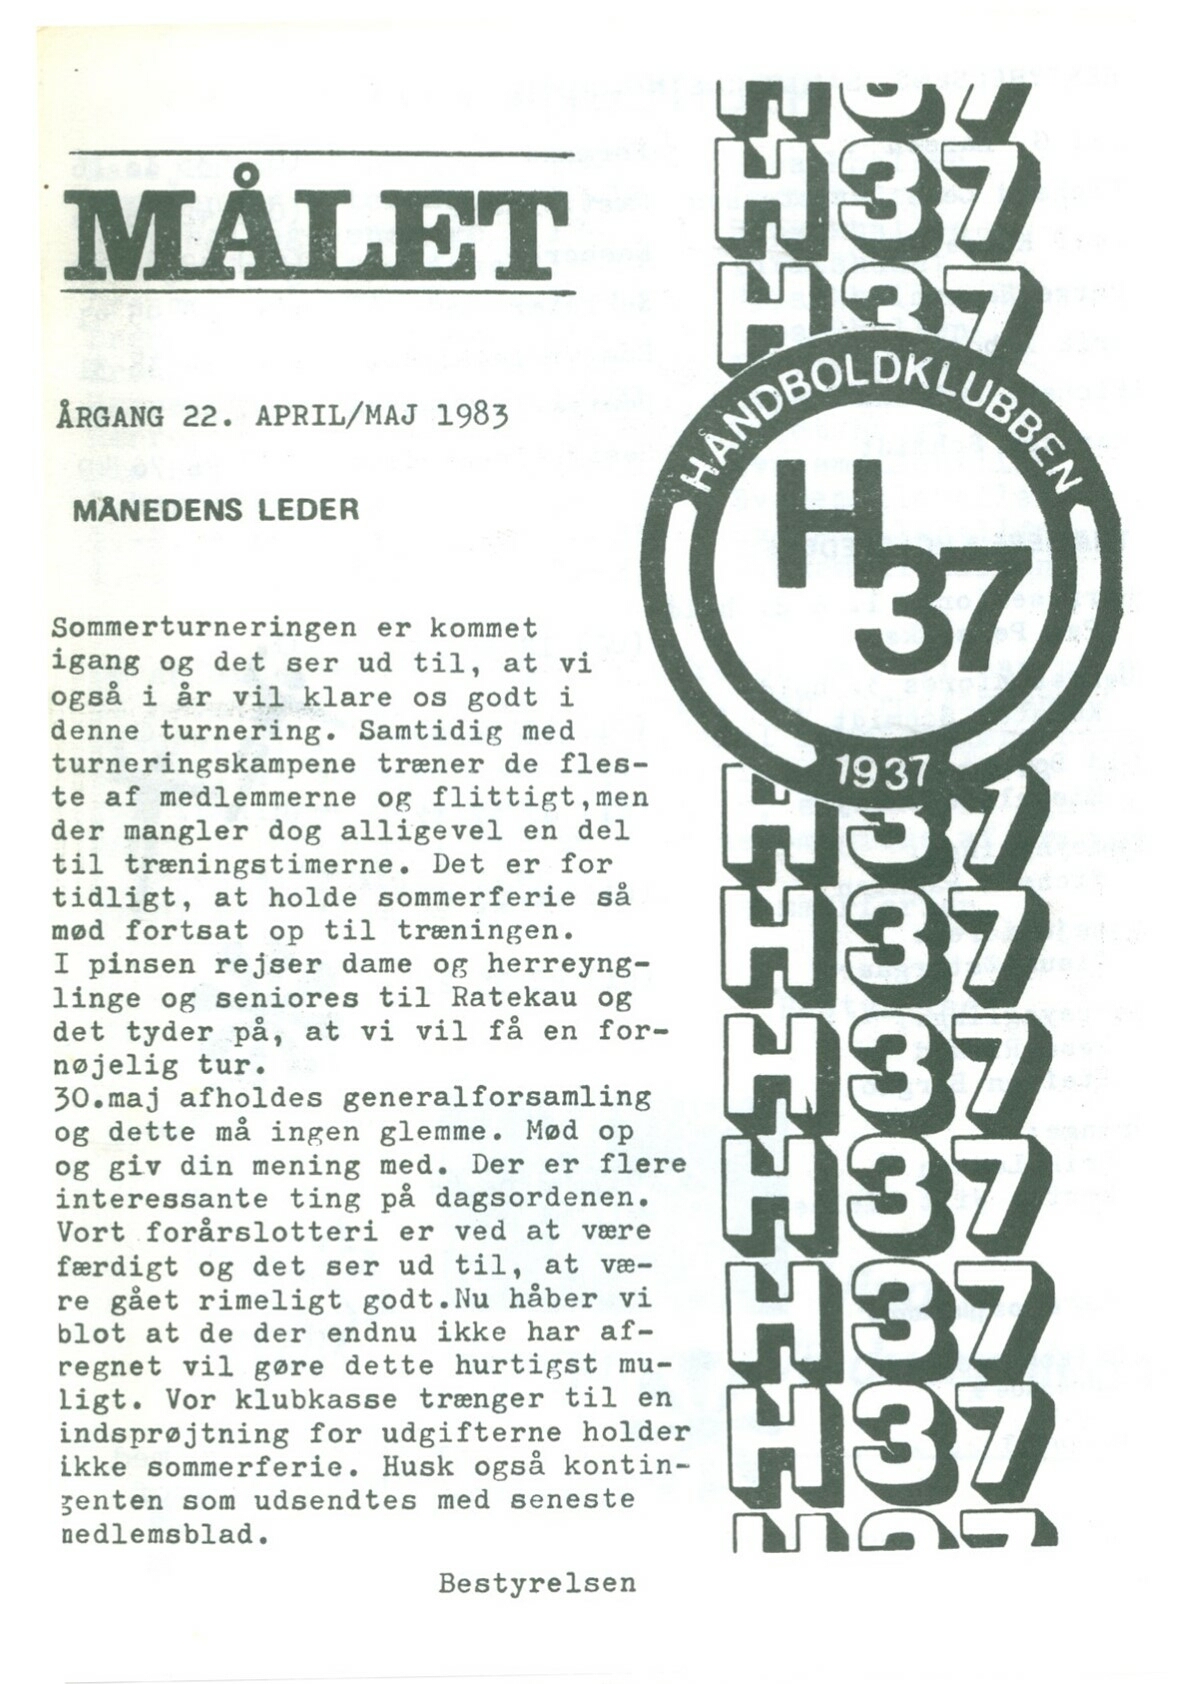 MÅLET
ÅRGANG 22. APRIL/MAJ 1983
MÅNEDENS LEDER
Sommerturneringen er kommet
igang og det ser ud til, at vi
også i år vil klare os godt i
denne turnering. Samtidig med
turneringskampene træner de fles-
te af medlemmerne og flittigt,men
der mangler dog alligevel en del
til træningstimerne. Det er for
tidligt, at holde sommerferie så
mød fortsat op til træningen.
I pinsen rejser dame og herreyng-
linge og seniores til Ratekau og
det tyder på, at vi vil få en for-
nøjelig tur.
30.maj afholdes generalforsamling
og dette må ingen glemme. Mød op
og giv din mening med. Der er flere
interessante ting på dagsordenen.
Vort forårslotteri er ved at være
færdigt og det ser ud til, at væ-
re gået rimeligt godt.Nu håber vi
blot at de der endnu ikke har af-
regnet vil gøre dette hurtigst mu-
ligt. Vor klubkasse trænger til en
indsprøjtning for udgifterne holder
ikke sommerferie. Husk også kontin-
genten som udsendtes med seneste
medlemsblad.
Bestyrelsen
H37
H37
H37
HÅNDBOLDKLUBBEN
H37
1937
H37
H37
H37
H37
H37
H37
H37